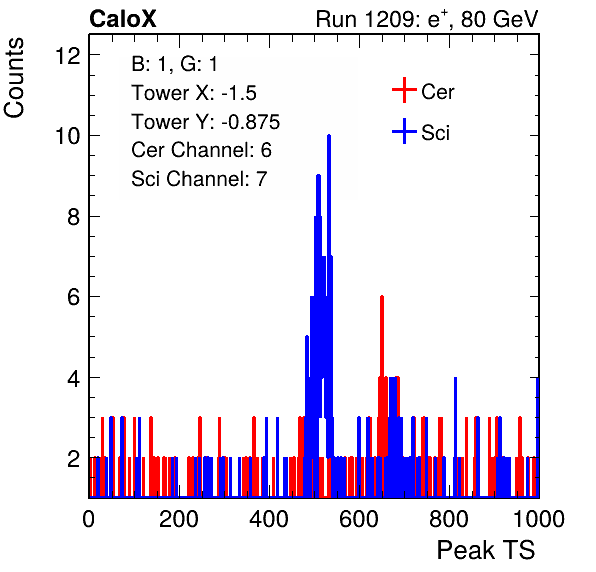 CaloX Run 1209: e+, 80 GeV
Counts
12
10
8
6
4
2
B: 1, G: 1
Tower X: -1.5
Tower Y: -0.875
Cer Channel: 6
Sci Channel: 7
Cer
Sci
0 200 400 600 800 1000
Peak TS